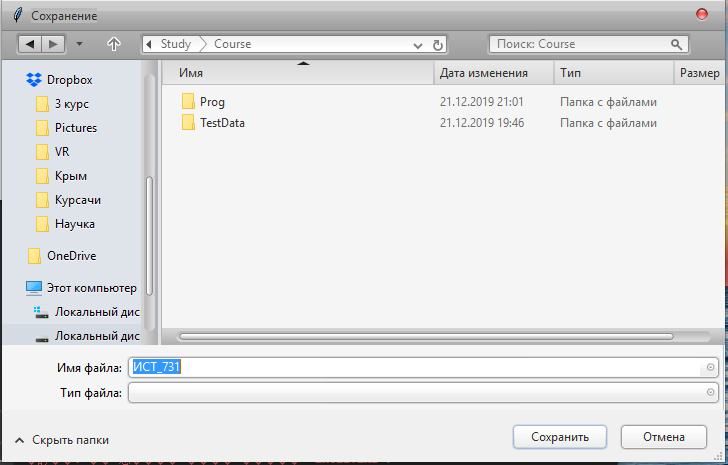 Сохранение
Study Course
Поиск: Course
Имя Дата изменения Тип Размер
Dropbox
3 курс
Pictures
VR
Крым
Курсачи
Научка
OneDrive
Этот компьютер
Локальный дис
Локальный дис
Prog 21.12.2019 21:01 Папка с файлами
TestData 21.12.2019 19:46 Папка с файлами
Имя файла: ИСТ_731
Тип файла:
Скрыть папки
Сохранить Отмена